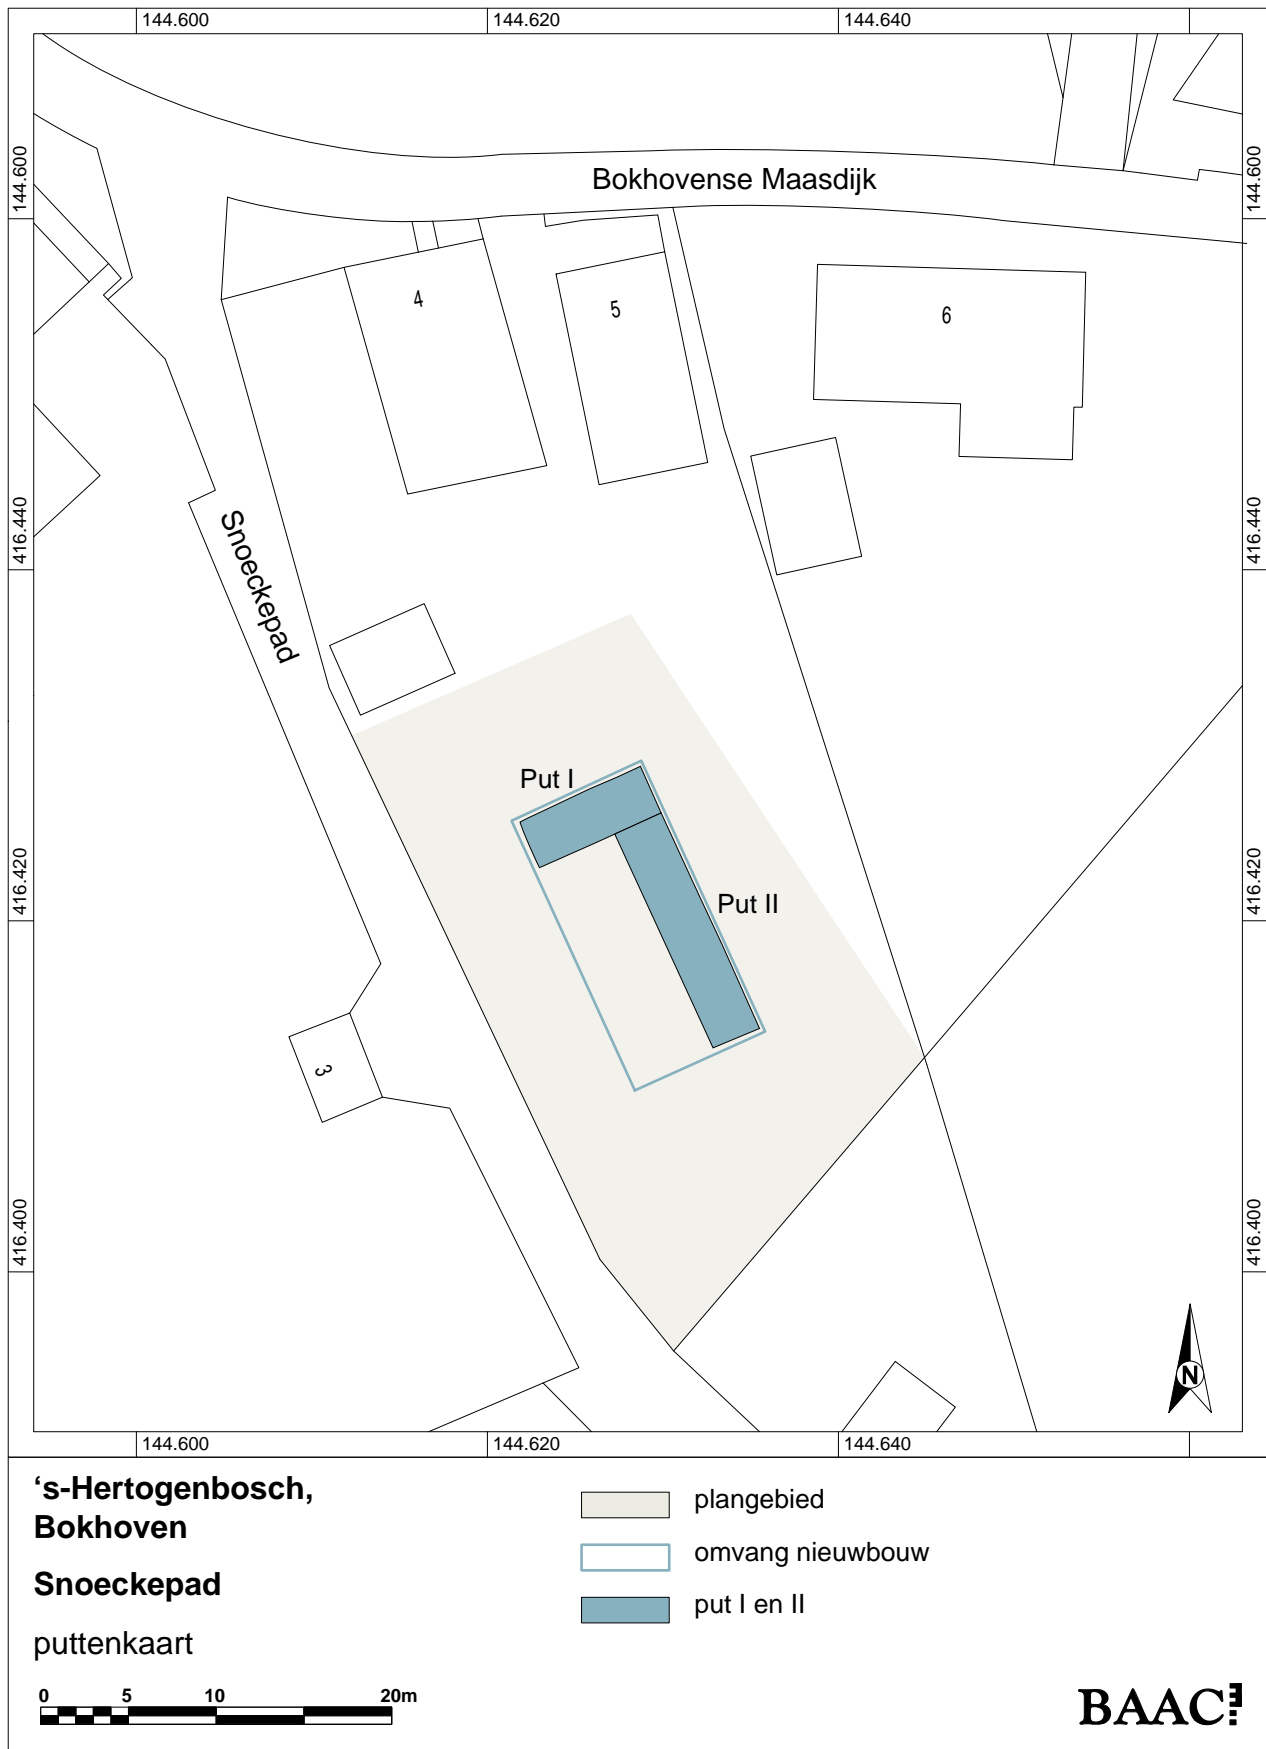 144.600
144.620
144.640
144.600
144.600
Bokhovense Maasdijk
4
5
6
416.440
416.440
Snoeckepad
Put I
416.420
416.420
Put II
3
416.400
416.400
N
144.600
144.620
144.640
‘s-Hertogenbosch,
Bokhoven
Snoeckepad
puttenkaart
0 5 10 20m
plangebied
omvang nieuwbouw
put I en II
BAAC